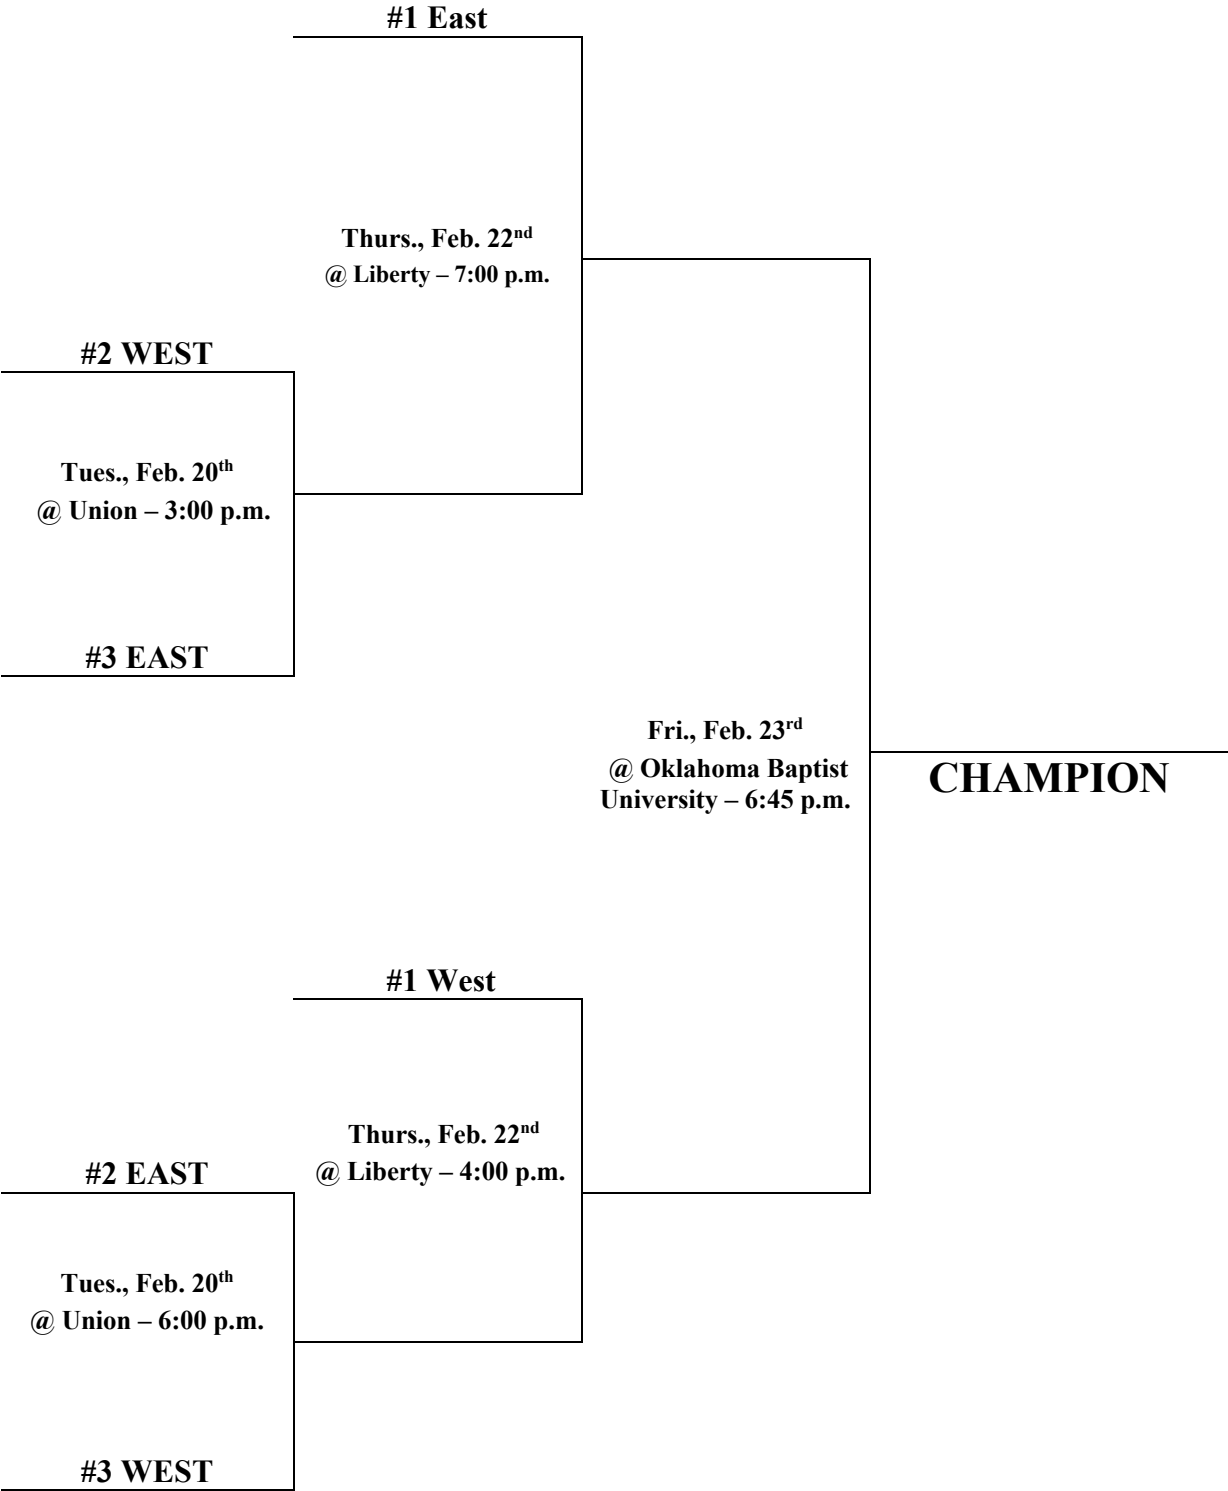 #1 East
Thurs., Feb. 22nd
@ Liberty – 7:00 p.m.
#2 WEST
Tues., Feb. 20th
@ Union – 3:00 p.m.
#3 EAST
Fri., Feb. 23rd
@ Oklahoma Baptist
University – 6:45 p.m.
CHAMPION
#1 West
Thurs., Feb. 22nd
@ Liberty – 4:00 p.m.
#2 EAST
Tues., Feb. 20th
@ Union – 6:00 p.m.
#3 WEST